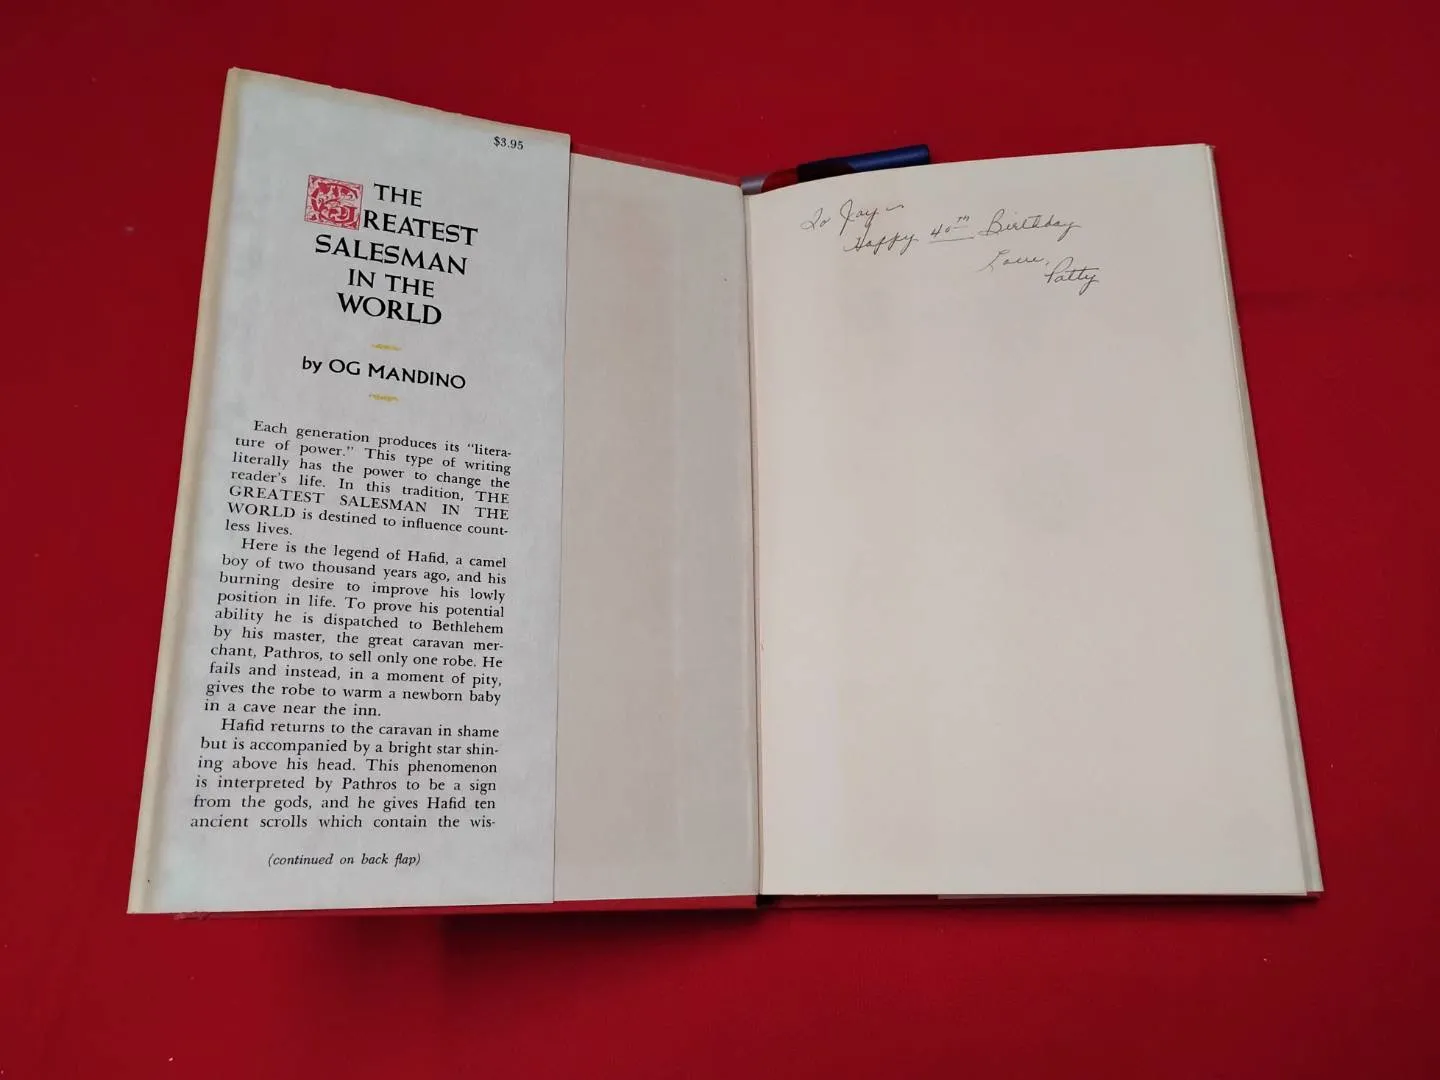 $3.95
THE
GREATEST
SALESMAN
IN THE
WORLD
by OG MANDINO
Each generation produces its “litera-
ture of power.” This type of writing
literally has the power to change the
reader’s life. In this tradition, THE
GREATEST SALESMAN IN THE
WORLD is destined to influence count-
less lives.
Here is the legend of Hafid, a camel
boy of two thousand years ago, and his
burning desire to improve his lowly
position in life. To prove his potential
ability he is dispatched to Bethlehem
by his master, the great caravan mer-
chant, Pathros, to sell only one robe. He
fails and instead, in a moment of pity,
gives the robe to warm a newborn baby
in a cave near the inn.
Hafid returns to the caravan in shame
but is accompanied by a bright star shin-
ing above his head. This phenomenon
is interpreted by Pathros to be a sign
from the gods, and he gives Hafid ten
ancient scrolls which contain the wis-
(continued on back flap)
To Jay –
Happy 40th Birthday
Love,
Patty